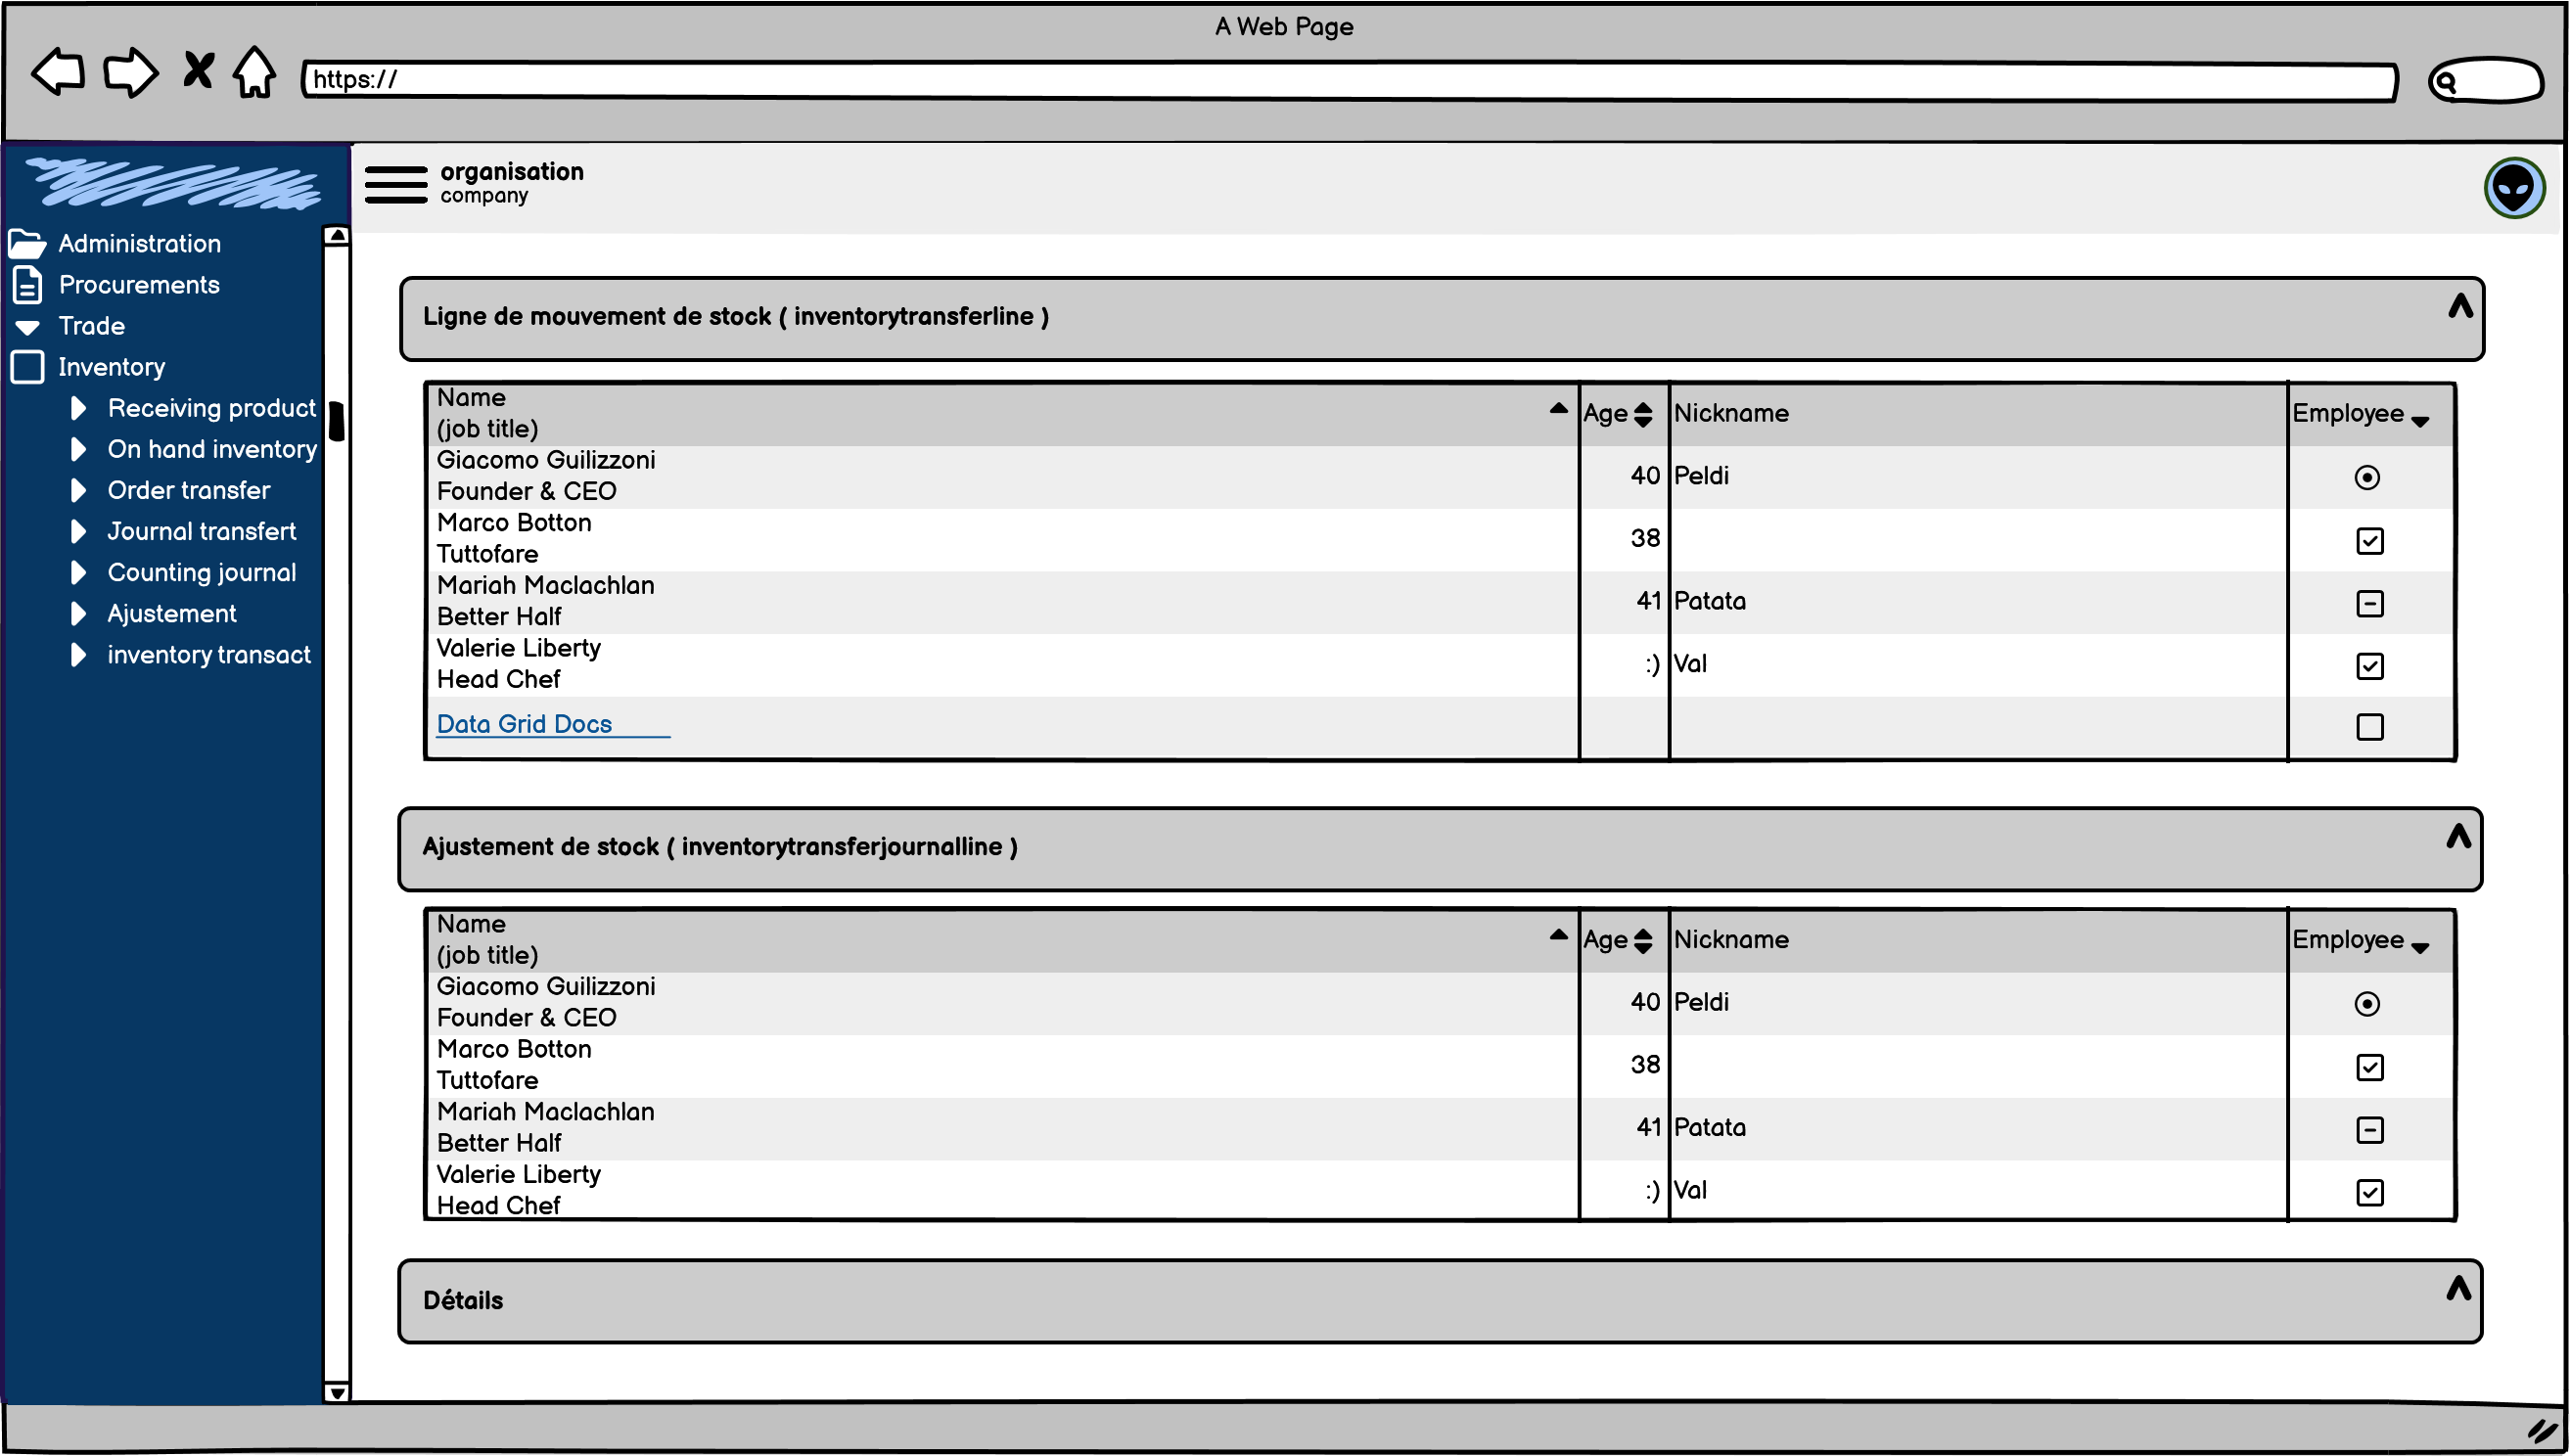 A Web Page
https://
organisation
company
Administration
Procurements
Trade
Inventory
Receiving product
On hand inventory
Order transfer
Journal transfert
Counting journal
Ajustement
inventory transact
Ligne de mouvement de stock ( inventorytransferline )
Name
(job title)
Age
Nickname
Employee
Giacomo Guilizzoni
Founder & CEO
40
Peldi
Marco Botton
Tuttofare
38
Mariah Maclachlan
Better Half
41
Patata
Valerie Liberty
Head Chef
:)
Val
Data Grid Docs
Ajustement de stock ( inventorytransferjournalline )
Name
(job title)
Age
Nickname
Employee
Giacomo Guilizzoni
Founder & CEO
40
Peldi
Marco Botton
Tuttofare
38
Mariah Maclachlan
Better Half
41
Patata
Valerie Liberty
Head Chef
:)
Val
Détails